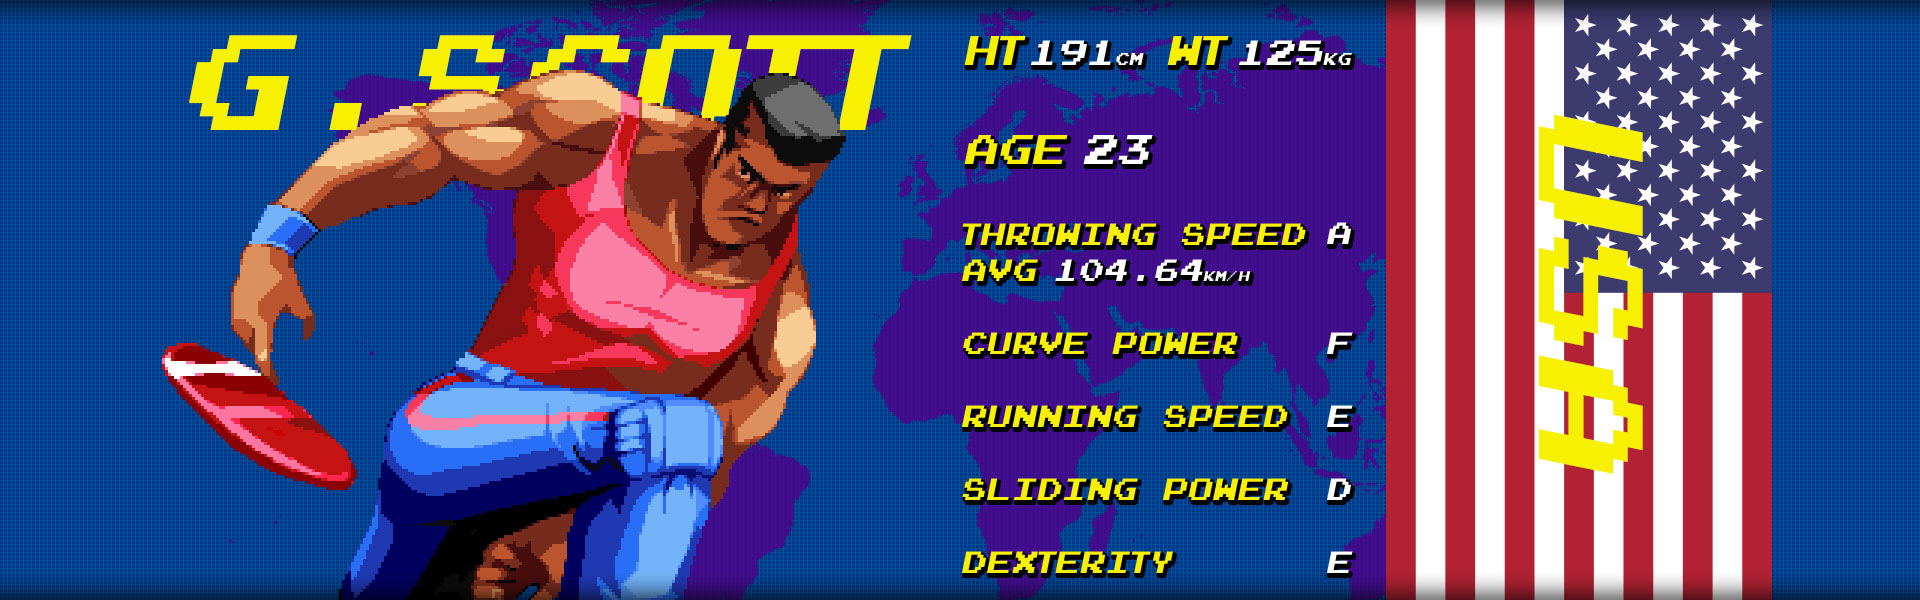 G.SCOTT
HT 191CM WT 125KG
AGE 23
THROWING SPEED A
AVG 104.64KM/H
CURVE POWER F
RUNNING SPEED E
SLIDING POWER D
DEXTERITY E
USA